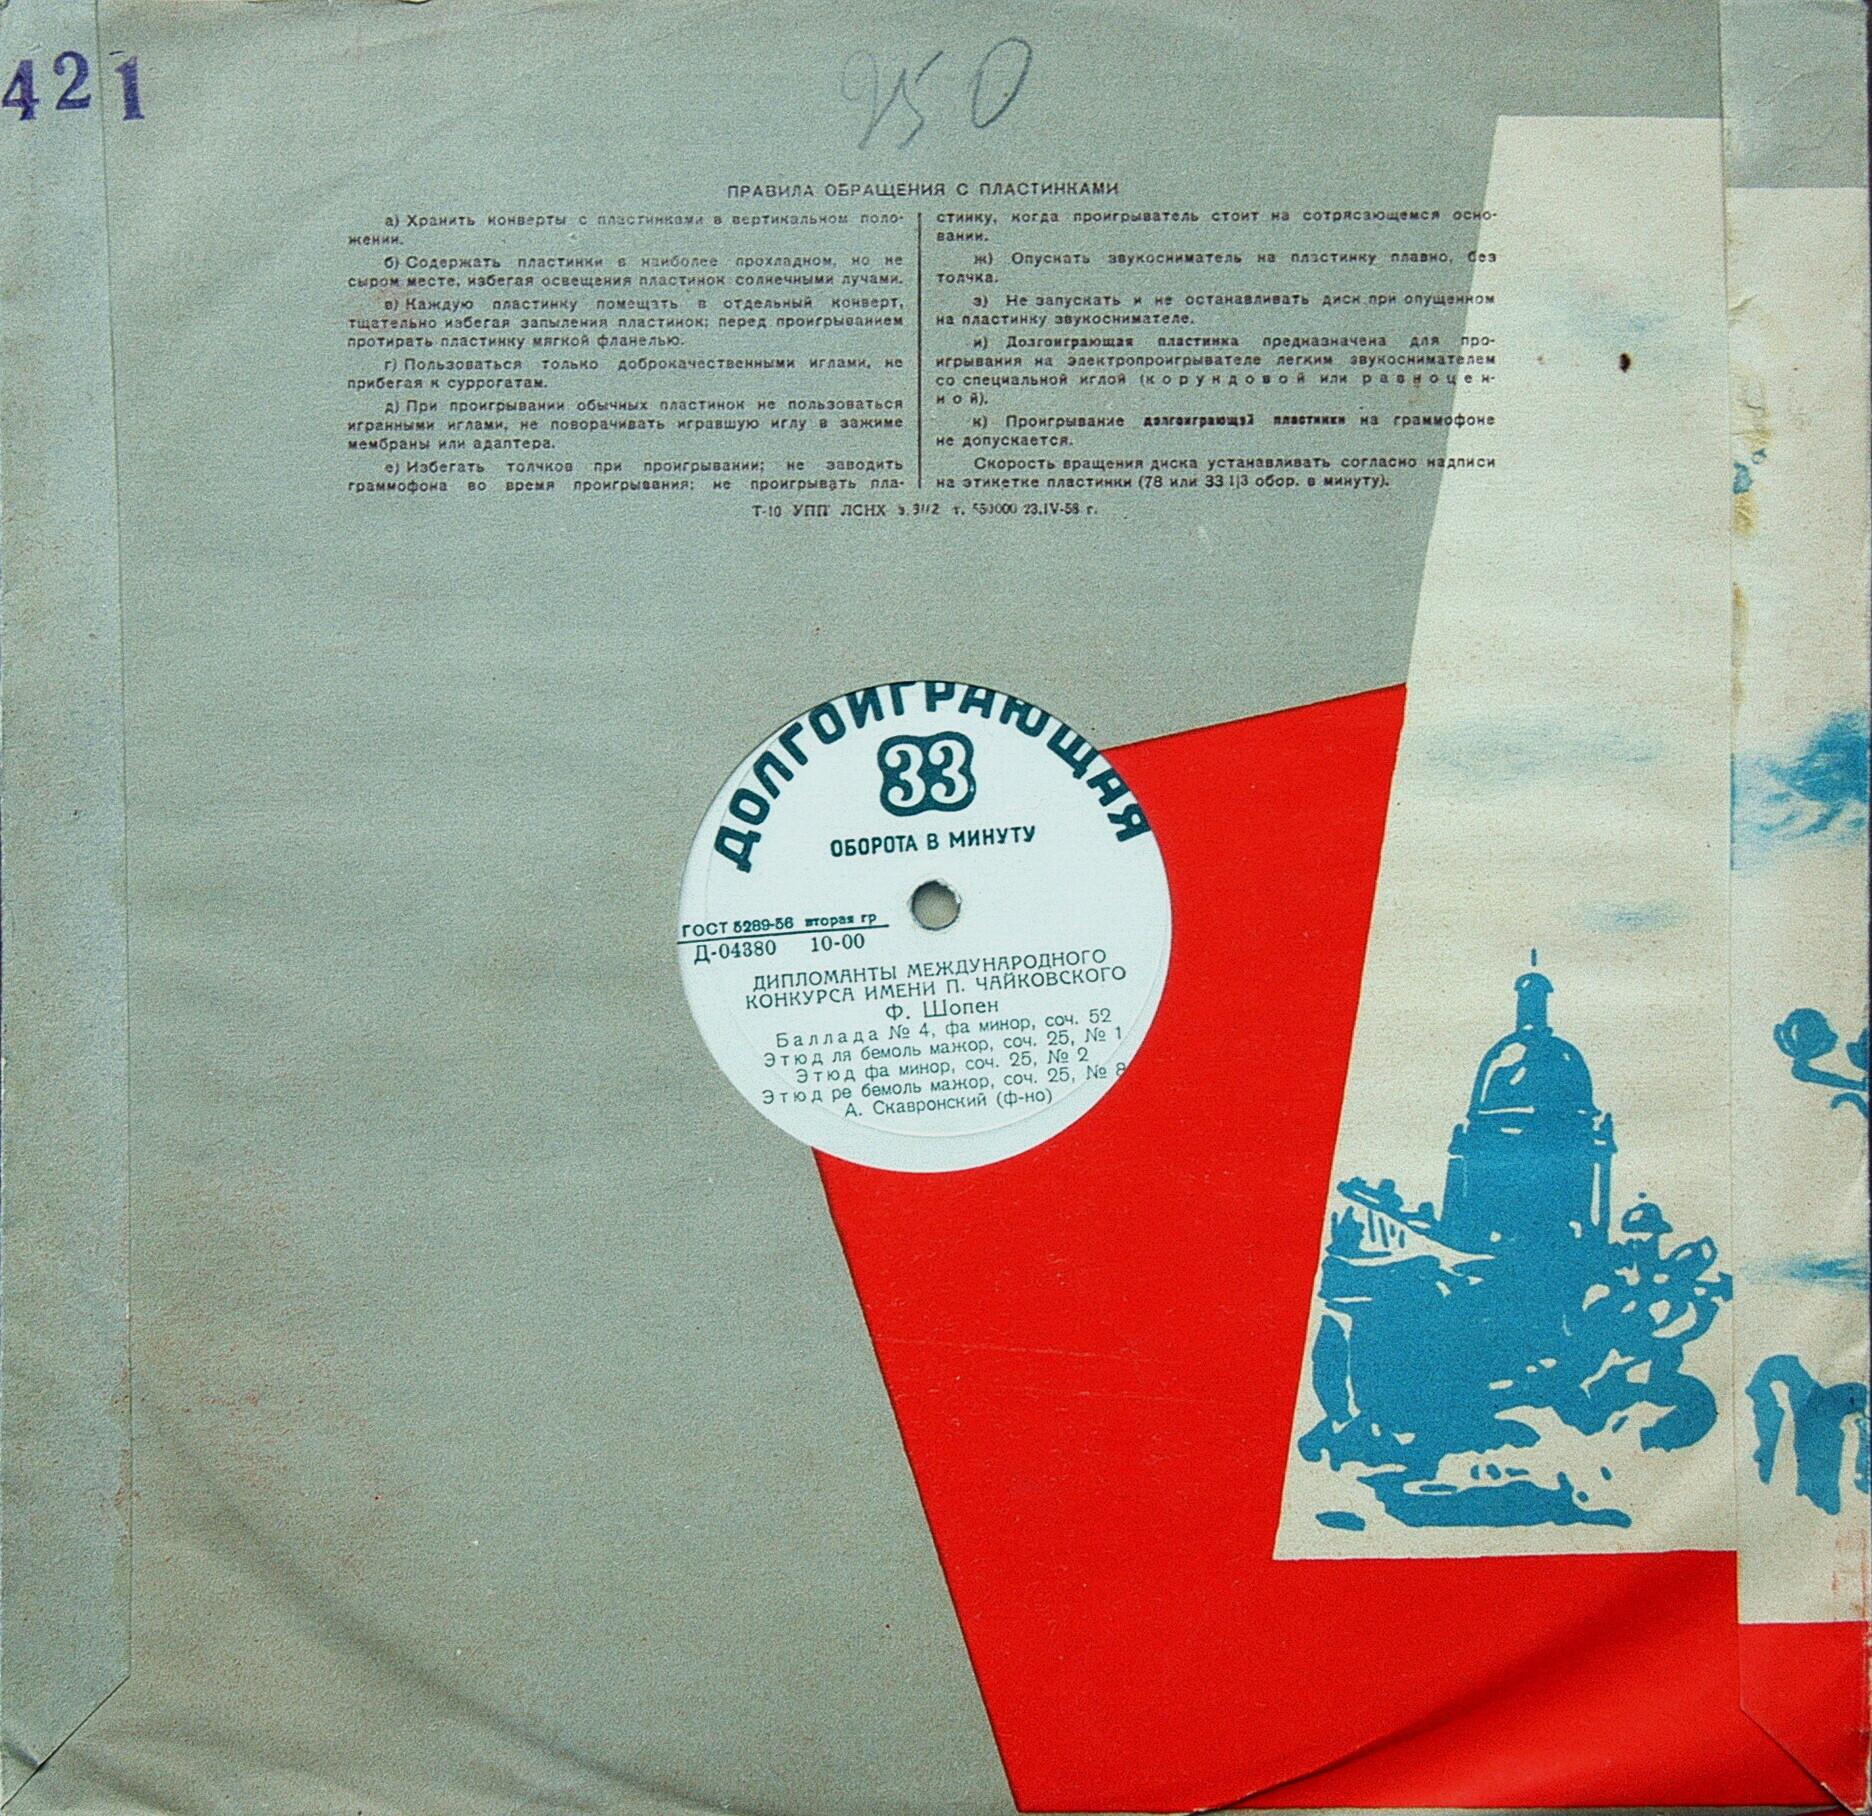 421
950
ПРАВИЛА ОБРАЩЕНИЯ С ПЛАСТИНКАМИ
а) Хранить конверты с пластинками в вертикальном поло-
жении.
б) Содержать пластинки в наиболее прохладном, но не
сыром месте, избегая освещения пластинок солнечными лучами.
в) Каждую пластинку помещать в отдельный конверт,
тщательно избегая запыления пластинок; перед проигрыванием
протирать пластинку мягкой фланелью.
г) Пользоваться только доброкачественными иглами, не
прибегая к суррогатам.
д) При проигрывании обычных пластинок не пользоваться
игранными иглами, не поворачивать игравшую иглу в зажиме
мембраны или адаптера.
е) Избегать толчков при проигрывании; не заводить
граммофона во время проигрывания; не проигрывать пла-
стинку, когда проигрыватель стоит на сотрясающемся осно-
вании.
ж) Опускать звукосниматель на пластинку плавно, без
толчка.
з) Не запускать и не останавливать диск при опущенном
на пластинку звукоснимателе.
и) Долгоиграющая пластинка предназначена для про-
игрывания на электропроигрывателе легким звукоснимателем
со специальной иглой (корундовой или равноцен-
ной).
к) Проигрывание долгоиграющей пластинки на граммофоне
не допускается.
Скорость вращения диска устанавливать согласно надписи
на этикетке пластинки (78 или 33 1|3 обор. в минуту).
Т-10 УПП ЛСНХ т. 550000 23.IV-58 г.
ДОЛГОИГРАЮЩАЯ
33
ОБОРОТА В МИНУТУ
ГОСТ 5289-56 вторая гр
Д-04380 10-00
ДИПЛОМАНТЫ МЕЖДУНАРОДНОГО
КОНКУРСА ИМЕНИ П. ЧАЙКОВСКОГО
Ф. Шопен
Баллада № 4, фа минор, соч. 52
Этюд ля бемоль мажор, соч. 25, № 1
Этюд фа минор, соч. 25, № 2
Этюд ре бемоль мажор, соч. 25, № 8
А. Скавронский (ф-но)